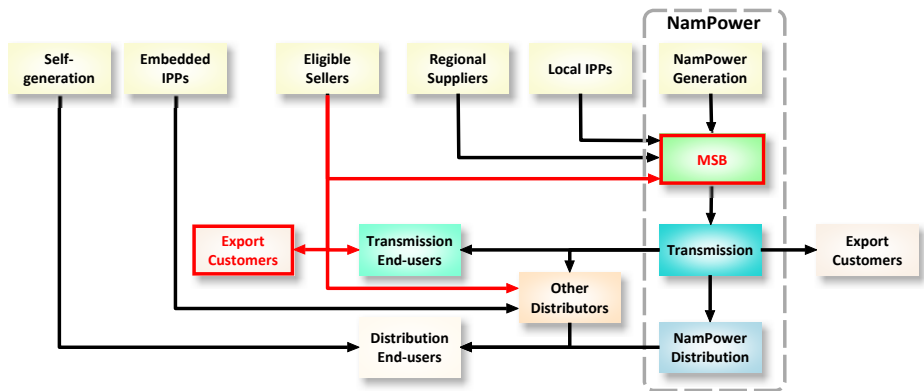 NamPower
Self-
generation
Embedded
IPPs
Eligible
Sellers
Regional
Suppliers
Local IPPs
NamPower
Generation
MSB
Export
Customers
Transmission
End-users
Transmission
Export
Customers
Other
Distributors
Distribution
End-users
NamPower
Distribution